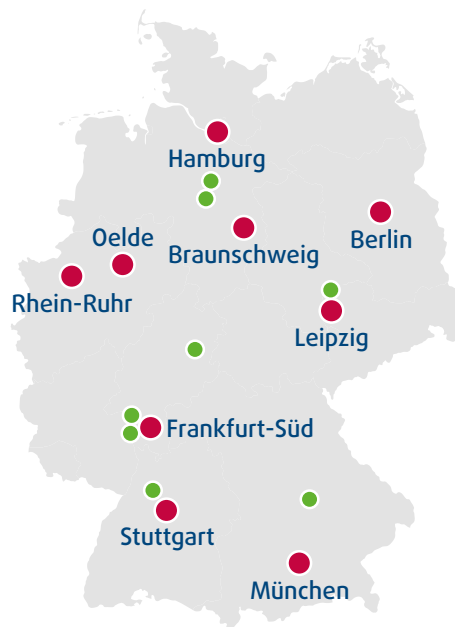 Hamburg
Oelde
Berlin
Braunschweig
Rhein-Ruhr
Leipzig
Frankfurt-Süd
Stuttgart
München